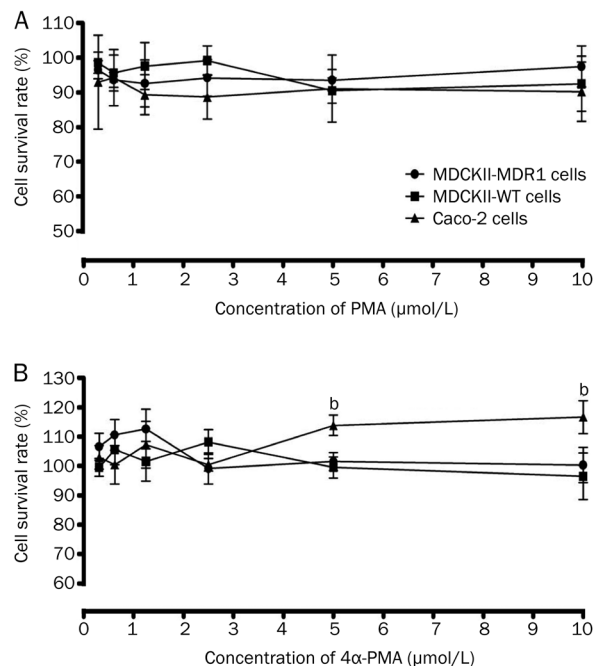 A
Cell survival rate (%)
110
100
90
80
70
60
50
MDCKII-MDR1 cells
MDCKII-WT cells
Caco-2 cells
0 1 2 3 4 5 6 7 8 9 10
Concentration of PMA (μmol/L)
B
Cell survival rate (%)
130
120
110
100
90
80
70
60
b
b
0 1 2 3 4 5 6 7 8 9 10
Concentration of 4α-PMA (μmol/L)